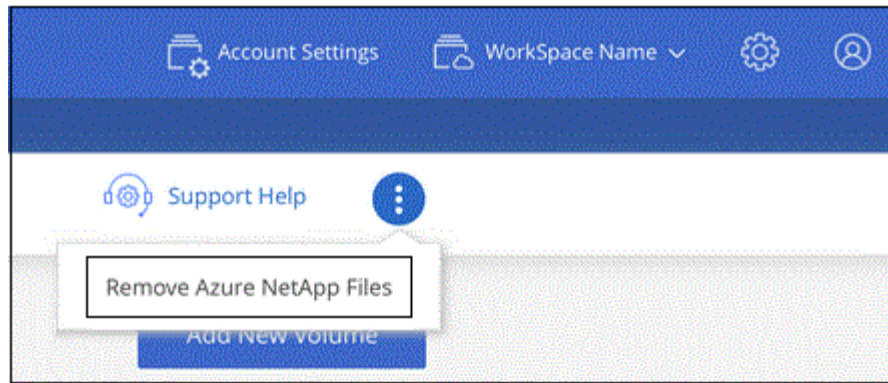 Account Settings WorkSpace Name
Support Help
Remove Azure NetApp Files
Add New Volume